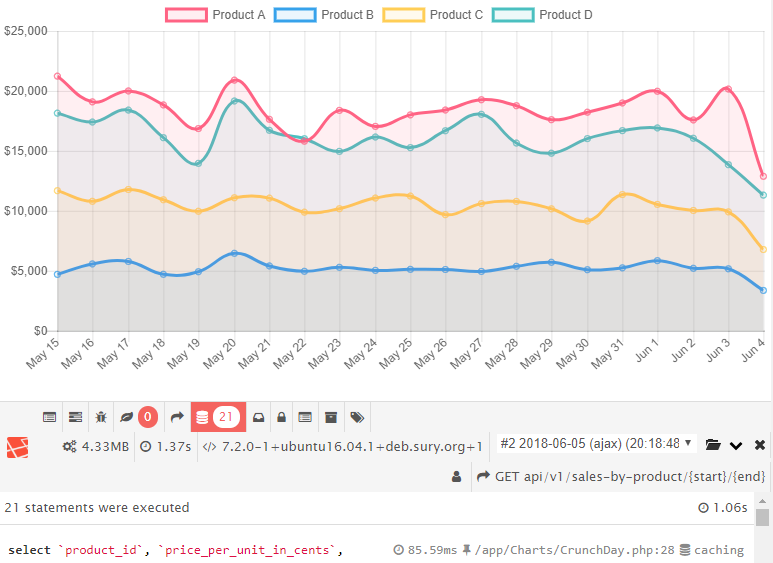 Product A Product B Product C Product D
$25,000
$20,000
$15,000
$10,000
$5,000
$0
May 15 May 16 May 17 May 18 May 19 May 20 May 21 May 22 May 23 May 24 May 25 May 26 May 27 May 28 May 29 May 30 May 31 Jun 1 Jun 2 Jun 3 Jun 4
0 21
4.33MB 1.37s </> 7.2.0-1+ubuntu16.04.1+deb.sury.org+1 #2 2018-06-05 (ajax) (20:18:48
GET api/v1/sales-by-product/{start}/{end}
21 statements were executed 1.06s
select `product_id`, `price_per_unit_in_cents`, 85.59ms /app/Charts/CrunchDay.php:28 caching